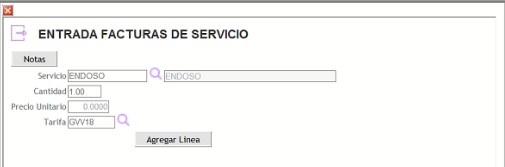 ENTRADA FACTURAS DE SERVICIO
Notas
Servicio ENDOSO ENDOSO
Cantidad 1.00
Precio Unitario 0.0000
Tarifa GVV18
Agregar Linea